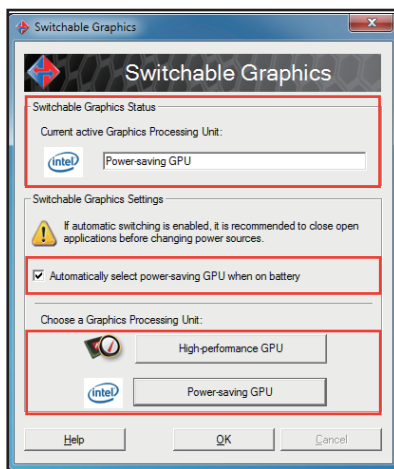 Switchable Graphics
Switchable Graphics
Switchable Graphics Status
Current active Graphics Processing Unit:
intel
Power-saving GPU
Switchable Graphics Settings
If automatic switching is enabled, it is recommended to close open
applications before changing power sources.
Automatically select power-saving GPU when on battery
Choose a Graphics Processing Unit:
High-performance GPU
intel
Power-saving GPU
Help
OK
Cancel